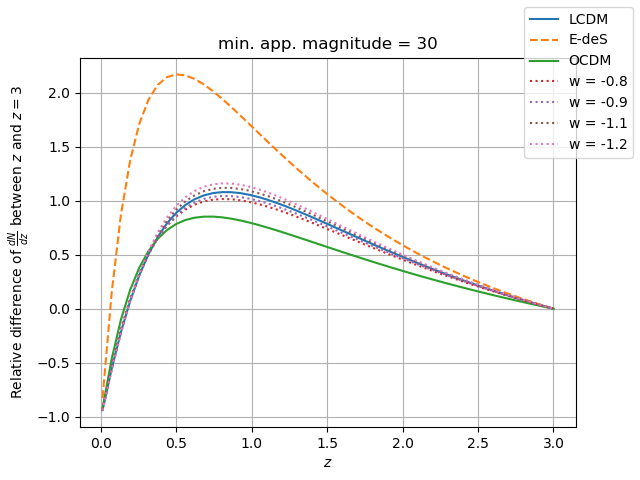 min. app. magnitude = 30
LCDM
E-deS
OCDM
w = -0.8
w = -0.9
w = -1.1
w = -1.2
Relative difference of $\frac{dN}{dz}$ between z and z = 3
2.0
1.5
1.0
0.5
0.0
−0.5
−1.0
0.0 0.5 1.0 1.5 2.0 2.5 3.0
z